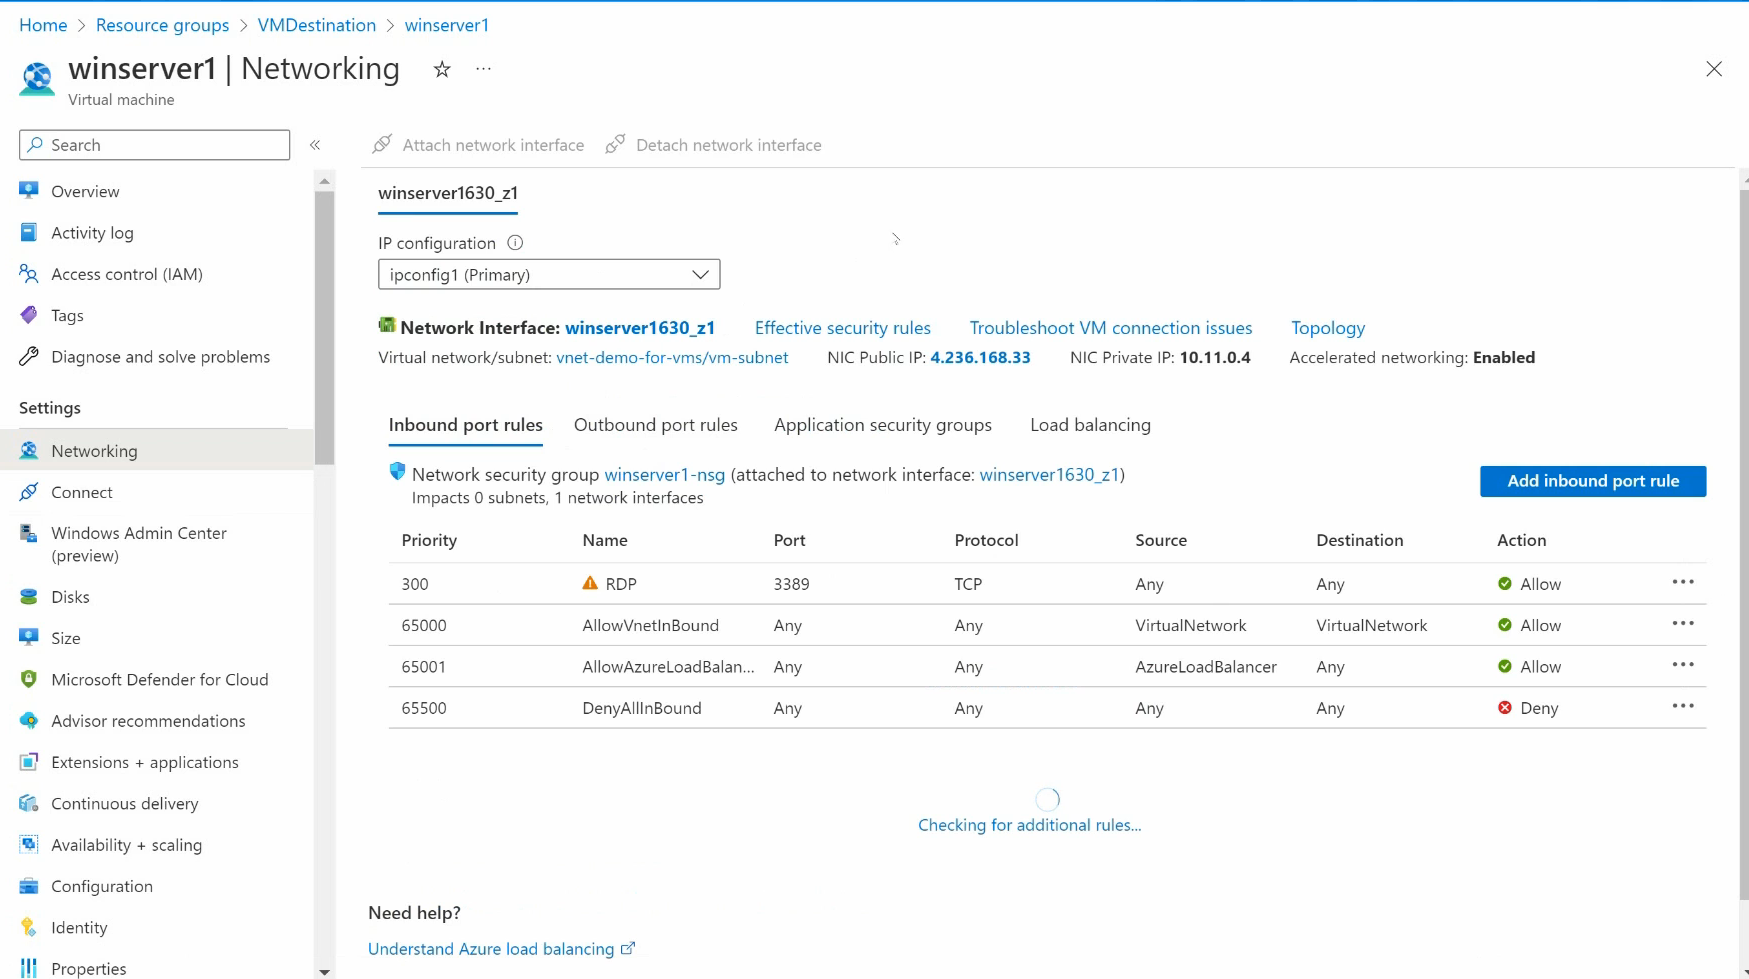 Home > Resource groups > VMDestination > winserver1
winserver1 | Networking ☆ ...
Virtual machine
Search «
Overview
Activity log
Access control (IAM)
Tags
Diagnose and solve problems
Settings
Networking
Connect
Windows Admin Center
(preview)
Disks
Size
Microsoft Defender for Cloud
Advisor recommendations
Extensions + applications
Continuous delivery
Availability + scaling
Configuration
Identity
Properties
Attach network interface Detach network interface
winserver1630_z1
IP configuration
ipconfig1 (Primary)
Network Interface: winserver1630_z1 Effective security rules Troubleshoot VM connection issues Topology
Virtual network/subnet: vnet-demo-for-vms/vm-subnet NIC Public IP: 4.236.168.33 NIC Private IP: 10.11.0.4 Accelerated networking: Enabled
Inbound port rules Outbound port rules Application security groups Load balancing
Network security group winserver1-nsg (attached to network interface: winserver1630_z1)
Impacts 0 subnets, 1 network interfaces
Add inbound port rule
Priority Name Port Protocol Source Destination Action
300 RDP 3389 TCP Any Any Allow ...
65000 AllowVnetInBound Any Any VirtualNetwork VirtualNetwork Allow ...
65001 AllowAzureLoadBalan... Any Any AzureLoadBalancer Any Allow ...
65500 DenyAllInBound Any Any Any Any Deny ...
Checking for additional rules...
Need help?
Understand Azure load balancing